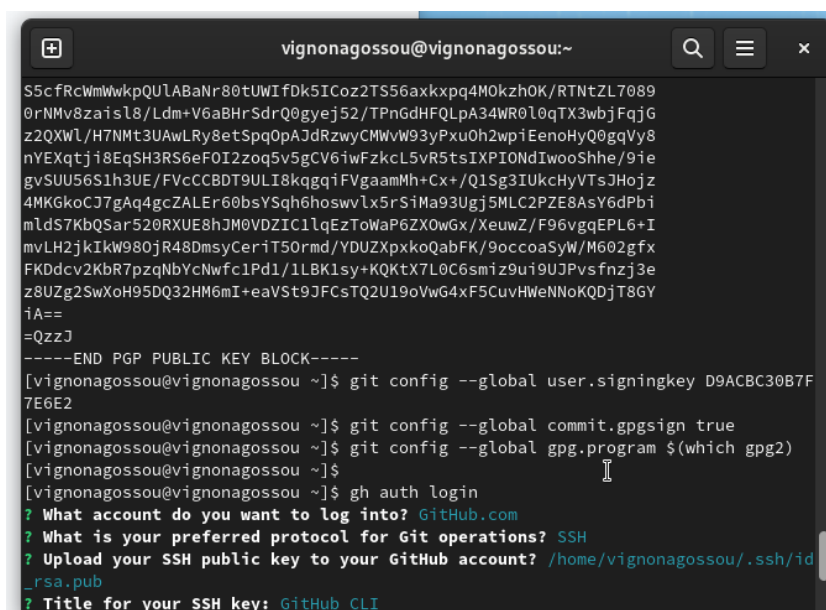 vignonagossou@vignonagossou:~
S5cfRcWmWwkpQUlABaNr80tUWIfDk5ICoz2TS56axkxpq4MOkzhOK/RTNtZL7089
0rNMv8zaisl8/Ldm+V6aBHrSdrQ0gyej52/TPnGdHFQLpA34WR0l0qTX3wbjFqjG
z2QXWl/H7NMt3UAwLRy8etSpqOpAJdRzwyCMWvW93yPxuOh2wpiEenoHyQ0gqVy8
nYEXqtji8EqSH3RS6eFOI2zoq5v5gCV6iwFzkcL5vR5tsIXPIONdIwooShhe/9ie
gvSUU56S1h3UE/FVcCCBDT9ULI8kqgqiFVgaamMh+Cx+/Q1Sg3IUkcHyVTsJHojz
4MKGkoCJ7gAq4gcZALEr60bsYSqh6hoswvlx5rSiMa93Ugj5MLC2PZE8AsY6dPbi
mldS7KbQSar520RXUE8hJM0VDZIC1lqEzToWaP6ZXOwGx/XeuwZ/F96vgqEPL6+I
mvLH2jkIkW98OjR48DmsyCeriT5Ormd/YDUZXpxkoQabFK/9occoaSyW/M602gfx
FKDdcv2KbR7pzqNbYcNwfc1Pd1/1LBK1sy+KQKtX7L0C6smiz9ui9UJPvsfnzj3e
z8UZg2SwXoH95DQ32HM6mI+eaVSt9JFCsTQ2U19oVwG4xF5CuvHWeNNoKQDjT8GY
iA==
=QzzJ
-----END PGP PUBLIC KEY BLOCK-----
[vignonagossou@vignonagossou ~]$ git config --global user.signingkey D9ACBC30B7F
7E6E2
[vignonagossou@vignonagossou ~]$ git config --global commit.gpgsign true
[vignonagossou@vignonagossou ~]$ git config --global gpg.program $(which gpg2)
[vignonagossou@vignonagossou ~]$
[vignonagossou@vignonagossou ~]$ gh auth login
? What account do you want to log into? GitHub.com
? What is your preferred protocol for Git operations? SSH
? Upload your SSH public key to your GitHub account? /home/vignonagossou/.ssh/id
_rsa.pub
? Title for your SSH key: GitHub CLI